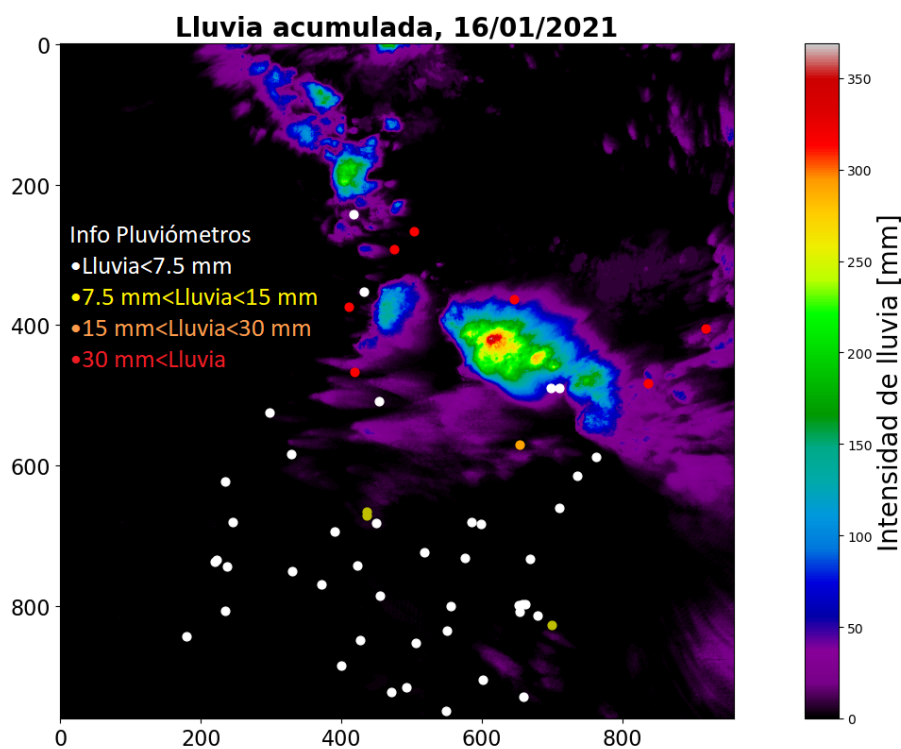 Lluvia acumulada, 16/01/2021
0
200
400
600
800
0
200
400
600
800
Info Pluviómetros
Lluvia<7.5 mm
7.5 mm<Lluvia<15 mm
15 mm<Lluvia<30 mm
30 mm<Lluvia
350
300
250
200
150
100
50
0
Intensidad de lluvia [mm]